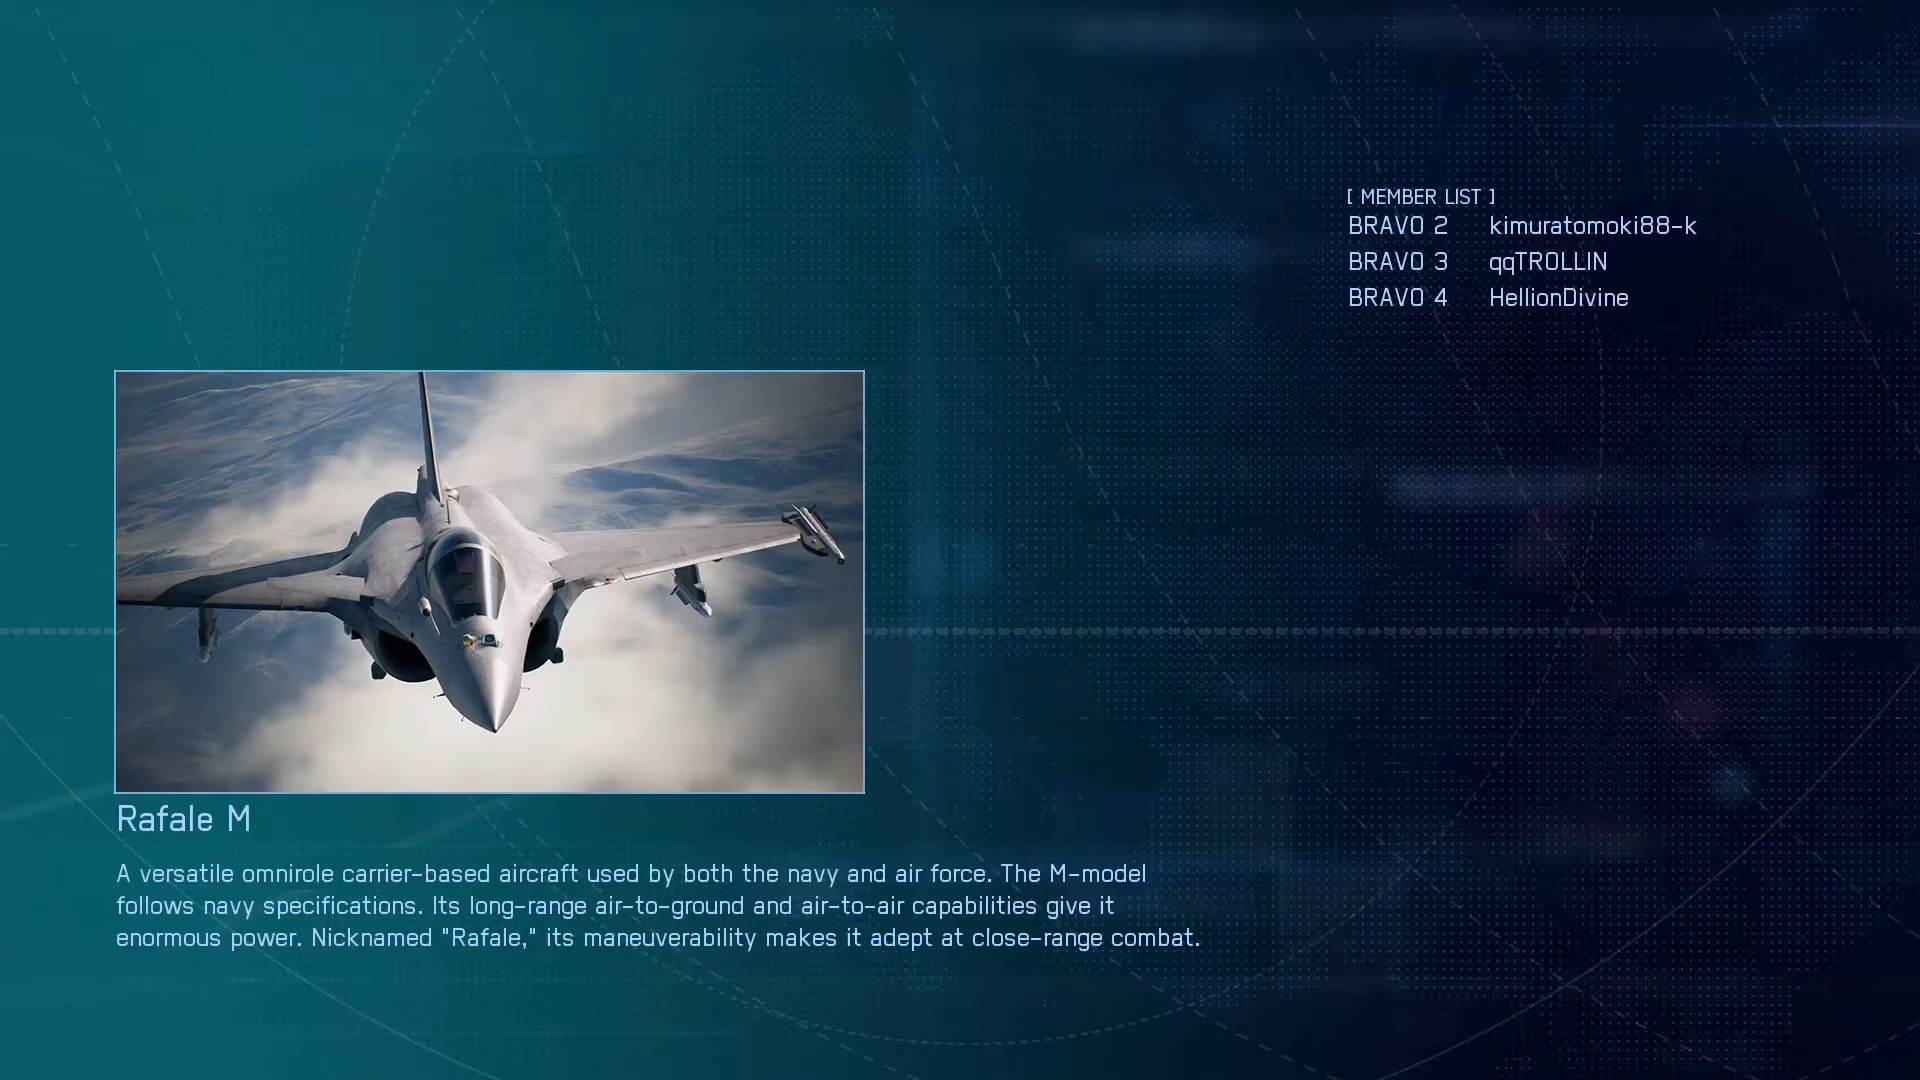 [ MEMBER LIST ]
BRAVO 2 kimuratomoki88-k
BRAVO 3 qqTROLLIN
BRAVO 4 HellionDivine
Rafale M
A versatile omnirole carrier-based aircraft used by both the navy and air force. The M-model
follows navy specifications. Its long-range air-to-ground and air-to-air capabilities give it
enormous power. Nicknamed "Rafale," its maneuverability makes it adept at close-range combat.